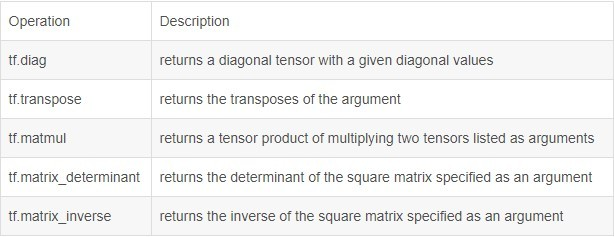 Operation Description
tf.diag returns a diagonal tensor with a given diagonal values
tf.transpose returns the transposes of the argument
tf.matmul returns a tensor product of multiplying two tensors listed as arguments
tf.matrix_determinant returns the determinant of the square matrix specified as an argument
tf.matrix_inverse returns the inverse of the square matrix specified as an argument